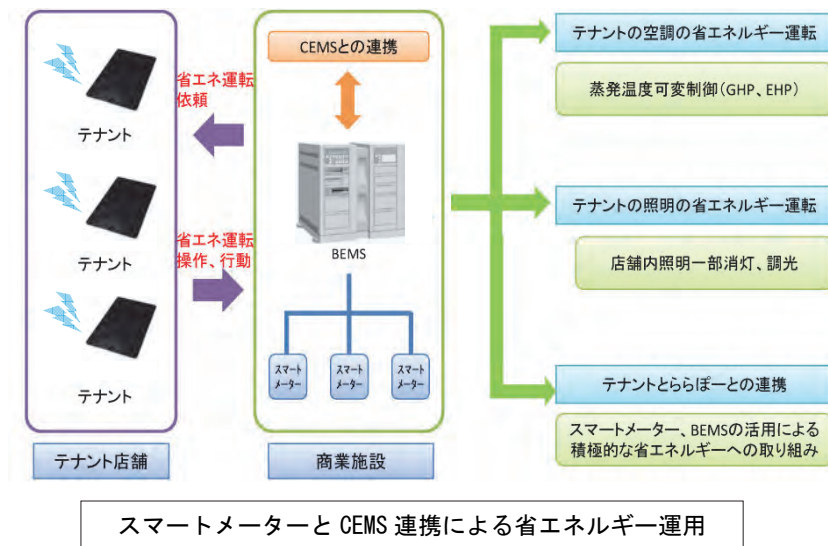 省エネ運転
依頼
テナント
テナント
省エネ運転
操作、行動
テナント
テナント店舗
CEMSとの連携
BEMS
スマート
メーター
スマート
メーター
スマート
メーター
商業施設
テナントの空調の省エネルギー運転
蒸発温度可変制御(GHP、EHP)
テナントの照明の省エネルギー運転
店舗内照明一部消灯、調光
テナントとららぽーとの連携
スマートメーター、BEMSの活用による
積極的な省エネルギーへの取り組み
スマートメーターと CEMS 連携による省エネルギー運用